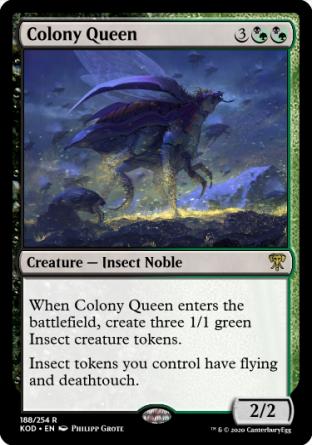 Colony Queen 3
Creature — Insect Noble
When Colony Queen enters the
battlefield, create three 1/1 green
Insect creature tokens.
Insect tokens you control have flying
and deathtouch.
2/2
188/254 R
KOD • EN Philipp Grote
™ & © 2020 CanterburyEgg